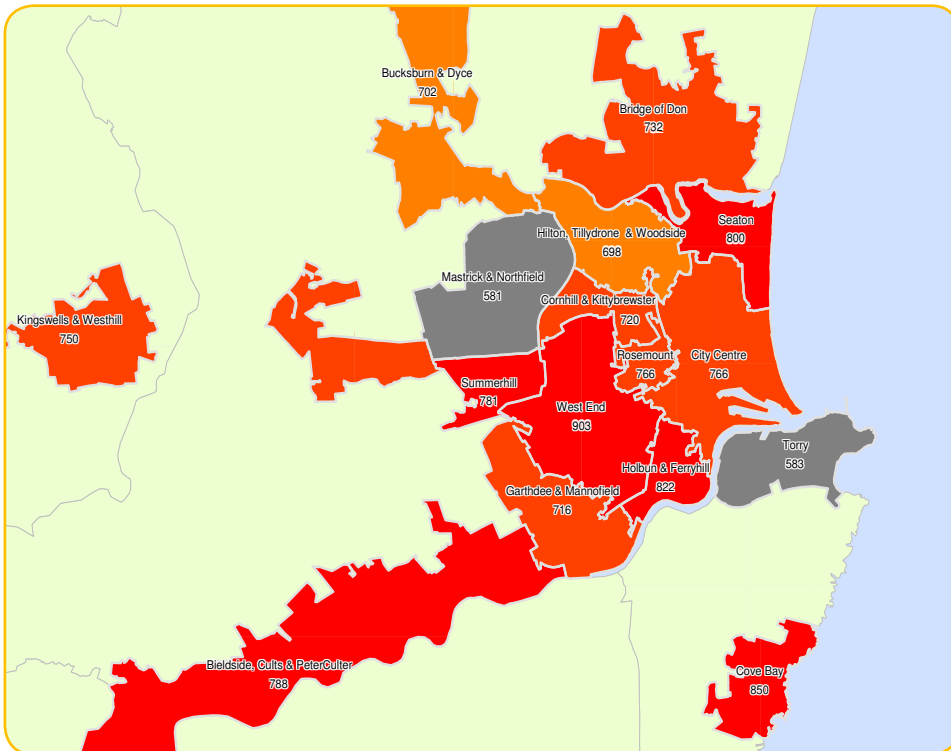 Bucksburn & Dyce
702
Bridge of Don
732
Seaton
800
Hilton, Tillydrone & Woodside
698
Mastrick & Northfield
581
Cornhill & Kittybrewster
720
Kingswells & Westhill
750
Rosemount
766
City Centre
766
Summerhill
781
West End
903
Torry
583
Holbun & Ferryhill
822
Garthdee & Mannofield
716
Bieldside, Cults & PeterCulter
788
Cove Bay
850